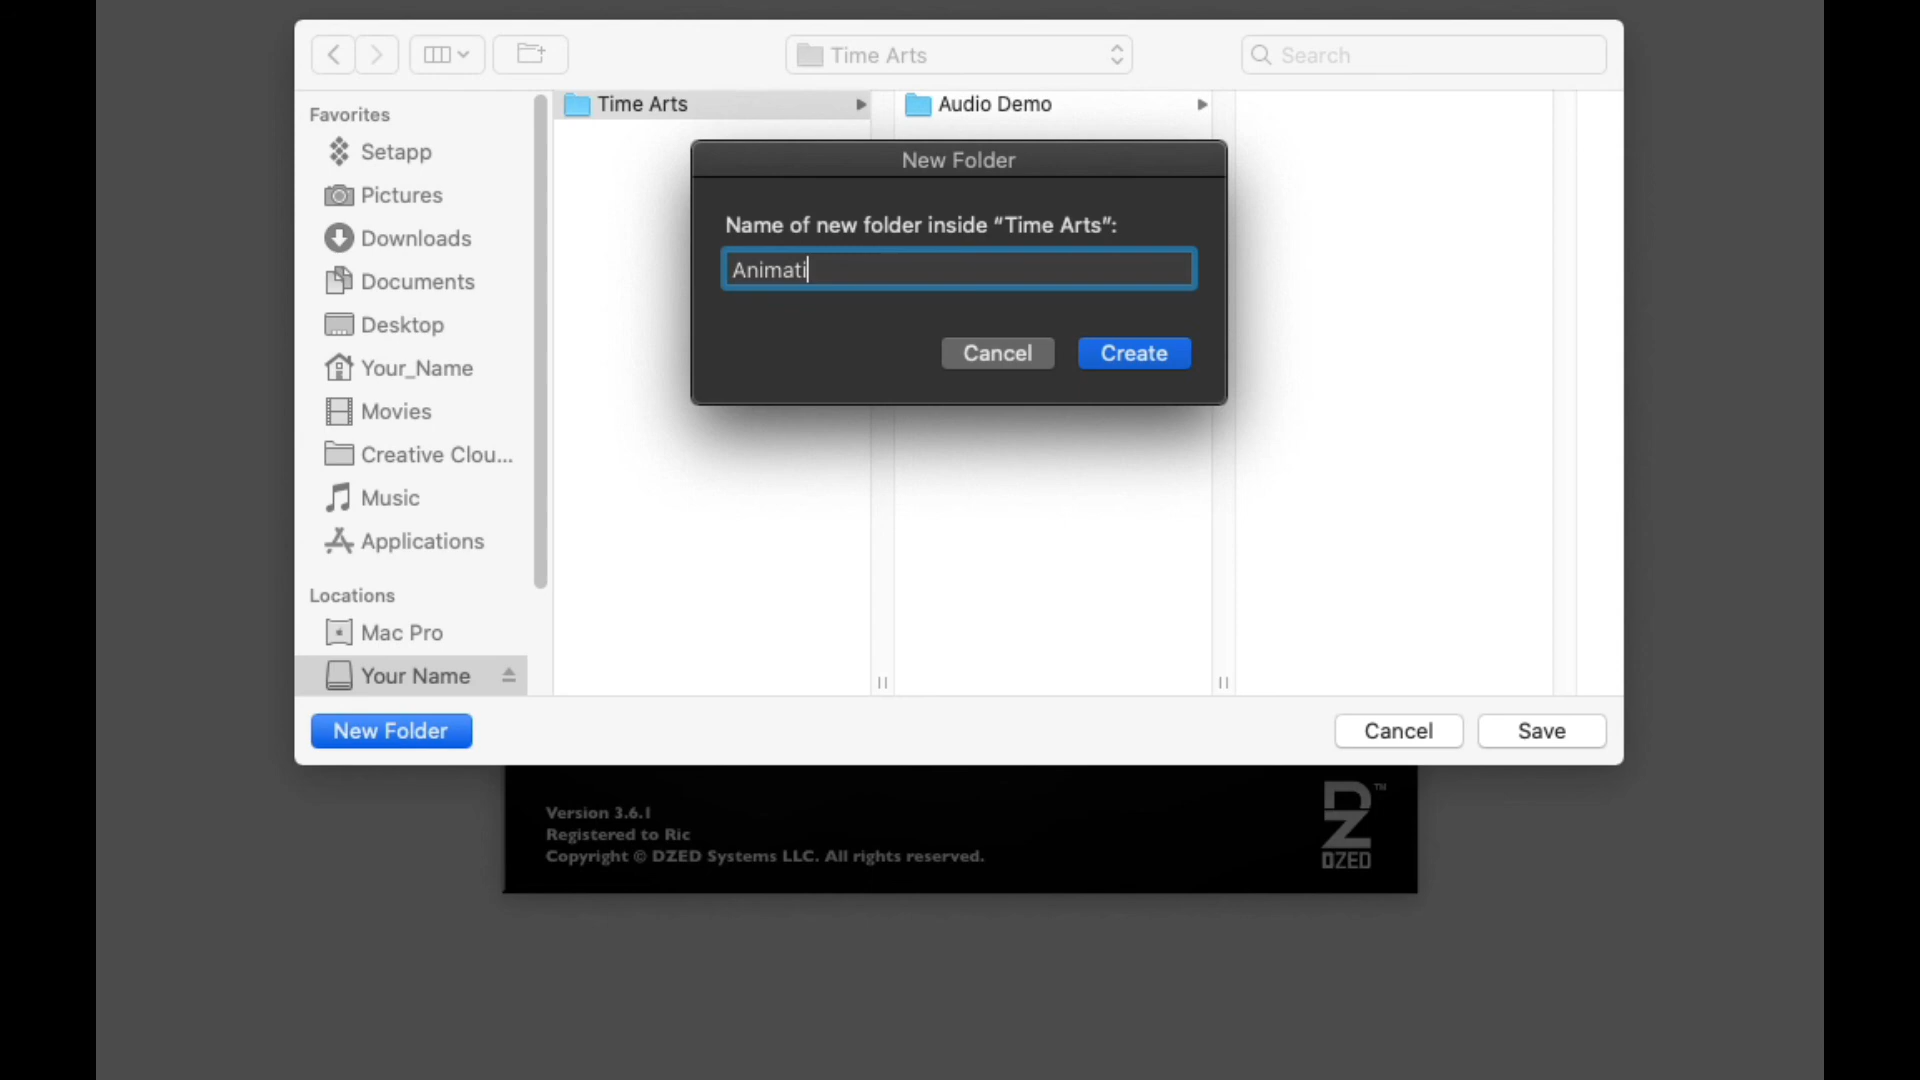 Time Arts
Search
Favorites
Setapp
Pictures
Downloads
Documents
Desktop
Your_Name
Movies
Creative Clou...
Music
Applications
Locations
Mac Pro
Your Name
Time Arts
Audio Demo
New Folder
Name of new folder inside “Time Arts”:
Animati
Cancel
Create
New Folder
Cancel
Save
Version 3.6.1
Registered to Ric
Copyright © DZED Systems LLC. All rights reserved.
DZ™
DZED